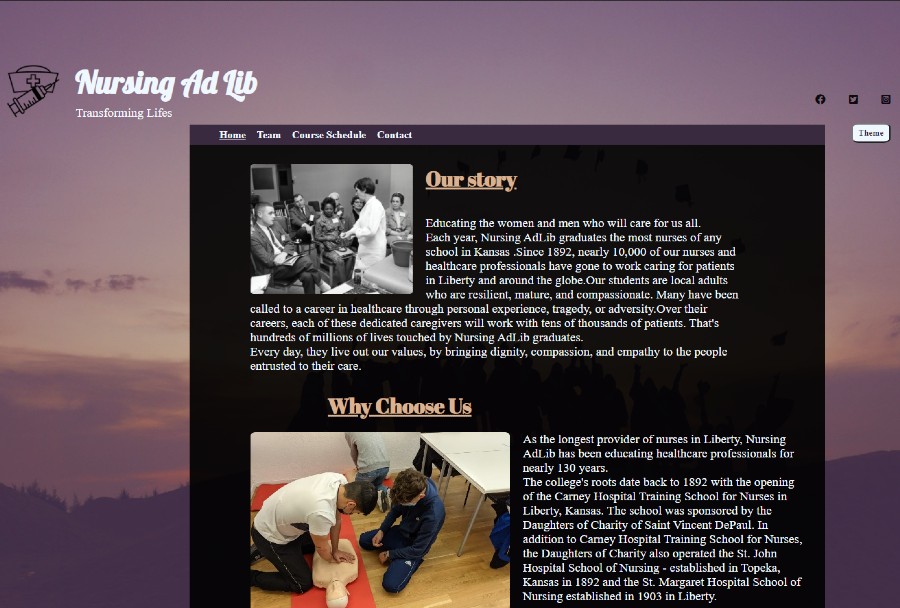 Nursing Ad Lib
Transforming Lifes
Theme
Home Team Course Schedule Contact
Our story
Educating the women and men who will care for us all.
Each year, Nursing AdLib graduates the most nurses of any
school in Kansas .Since 1892, nearly 10,000 of our nurses and
healthcare professionals have gone to work caring for patients
in Liberty and around the globe.Our students are local adults
who are resilient, mature, and compassionate. Many have been
called to a career in healthcare through personal experience, tragedy, or adversity.Over their
careers, each of these dedicated caregivers will work with tens of thousands of patients. That's
hundreds of millions of lives touched by Nursing AdLib graduates.
Every day, they live out our values, by bringing dignity, compassion, and empathy to the people
entrusted to their care.
Why Choose Us
As the longest provider of nurses in Liberty, Nursing
AdLib has been educating healthcare professionals for
nearly 130 years.
The college's roots date back to 1892 with the opening
of the Carney Hospital Training School for Nurses in
Liberty, Kansas. The school was sponsored by the
Daughters of Charity of Saint Vincent DePaul. In
addition to Carney Hospital Training School for Nurses,
the Daughters of Charity also operated the St. John
Hospital School of Nursing - established in Topeka,
Kansas in 1892 and the St. Margaret Hospital School of
Nursing established in 1903 in Liberty.